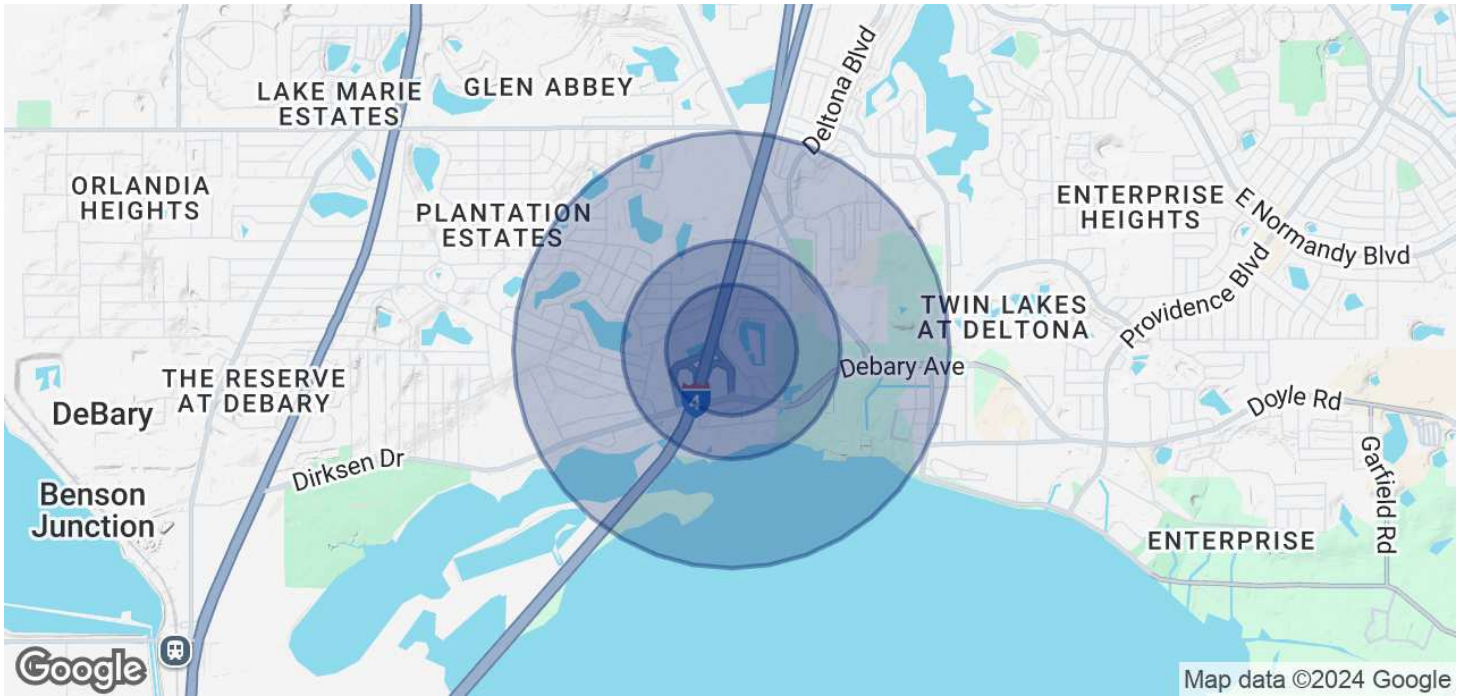 Deltona Blvd
LAKE MARIE
ESTATES
GLEN ABBEY
ORLANDIA
HEIGHTS
PLANTATION
ESTATES
ENTERPRISE
HEIGHTS
E Normandy Blvd
Providence Blvd
TWIN LAKES
AT DELTONA
Debary Ave
THE RESERVE
AT DEBARY
DeBary
4
Doyle Rd
Dirksen Dr
Garfield Rd
Benson
Junction
ENTERPRISE
Google
Map data ©2024 Google